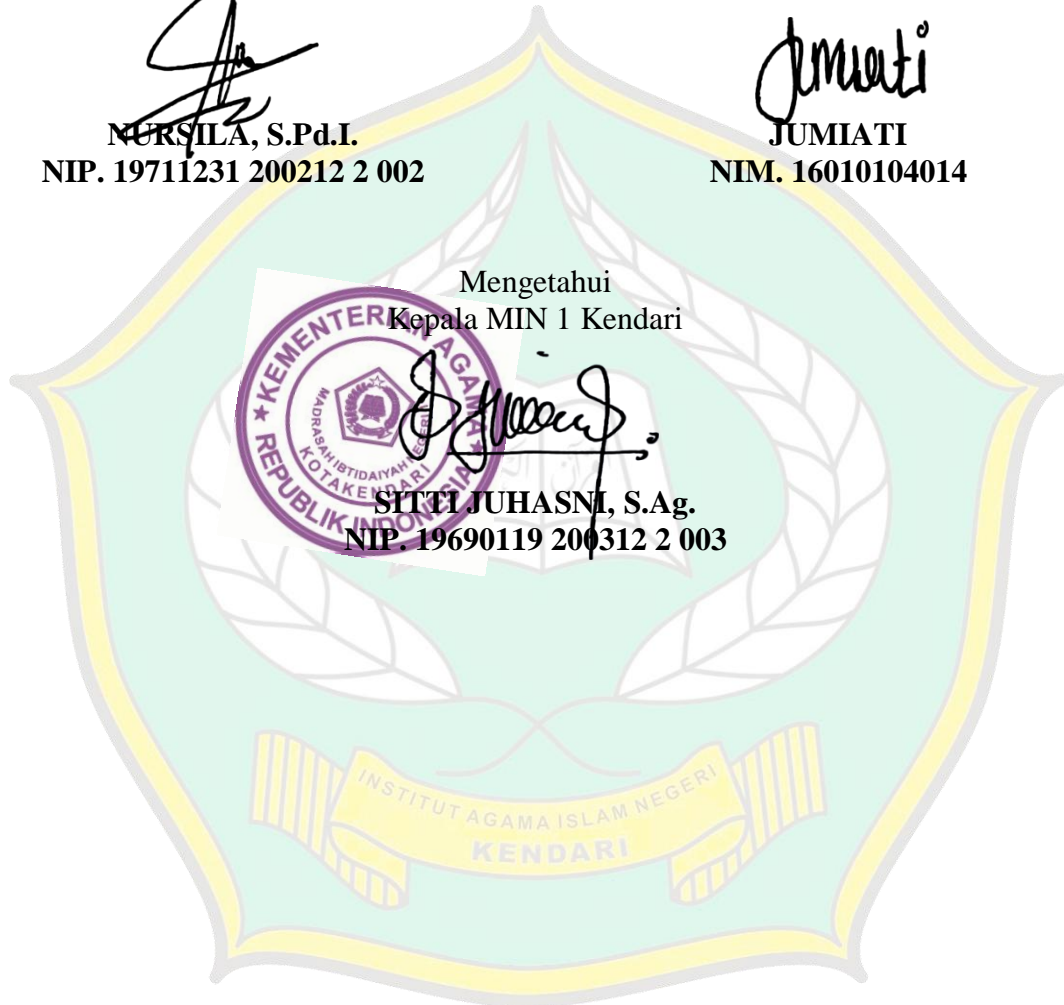 NURSILA, S.Pd.I.
NIP. 19711231 200212 2 002
JUMIATI
NIM. 16010104014
Mengetahui
Kepala MIN 1 Kendari
KEMENTERIAN AGAMA
REPUBLIK INDONESIA
MADRASAH IBTIDAIYAH NEGERI
KOTA KENDARI
SITTI JUHASNI, S.Ag.
NIP. 19690119 200312 2 003
INSTITUT AGAMA ISLAM NEGERI
KENDARI